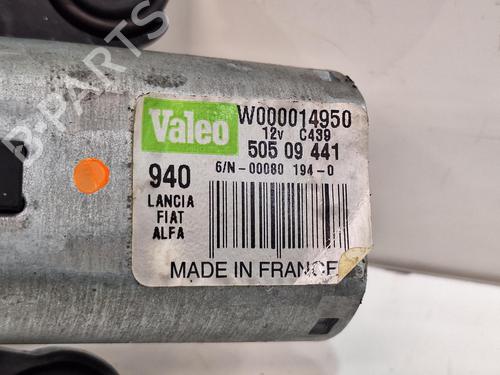 B-PARTS
Valeo
W000014950
12v C439
505 09 441
6/N-00080 194-0
940
LANCIA
FIAT
ALFA
MADE IN FRANCE